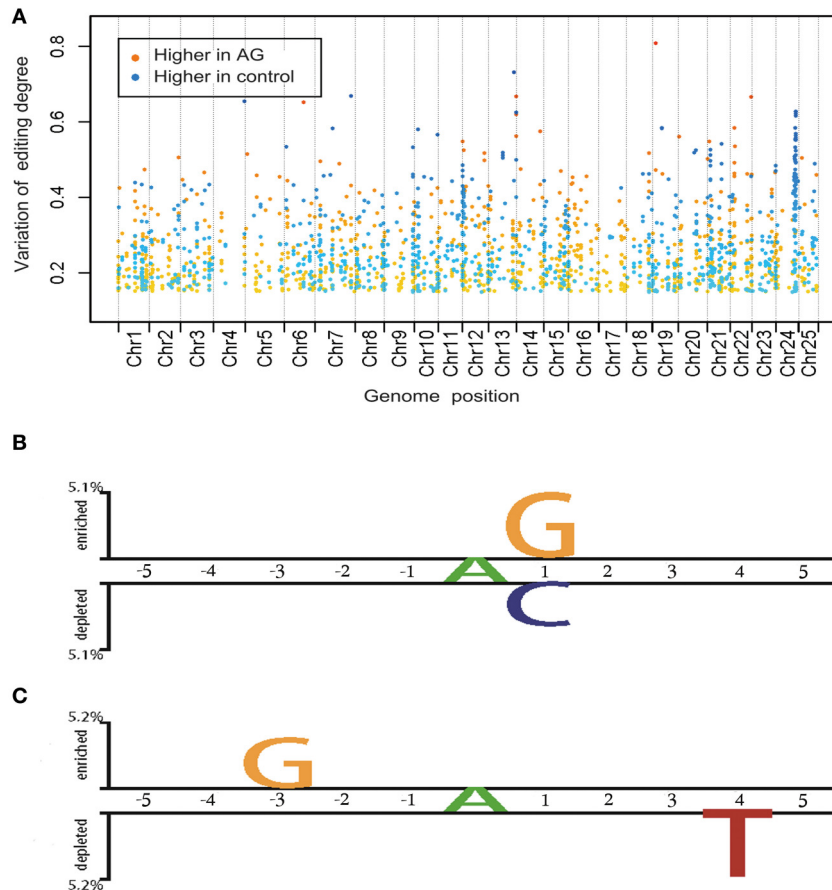 A
Variation of editing degree
0.8
0.6
0.4
0.2
Higher in AG
Higher in control
Chr1 Chr2 Chr3 Chr4 Chr5 Chr6 Chr7 Chr8 Chr9 Chr10 Chr11 Chr12 Chr13 Chr14 Chr15 Chr16 Chr17 Chr18 Chr19 Chr20 Chr21 Chr22 Chr23 Chr24 Chr25
Genome position
B
5.1%
enriched
G
-5 -4 -3 -2 -1 A 1 2 3 4 5
depleted
C
5.1%
C
5.2%
enriched
G
-5 -4 -3 -2 -1 A 1 2 3 4 5
depleted
T
5.2%